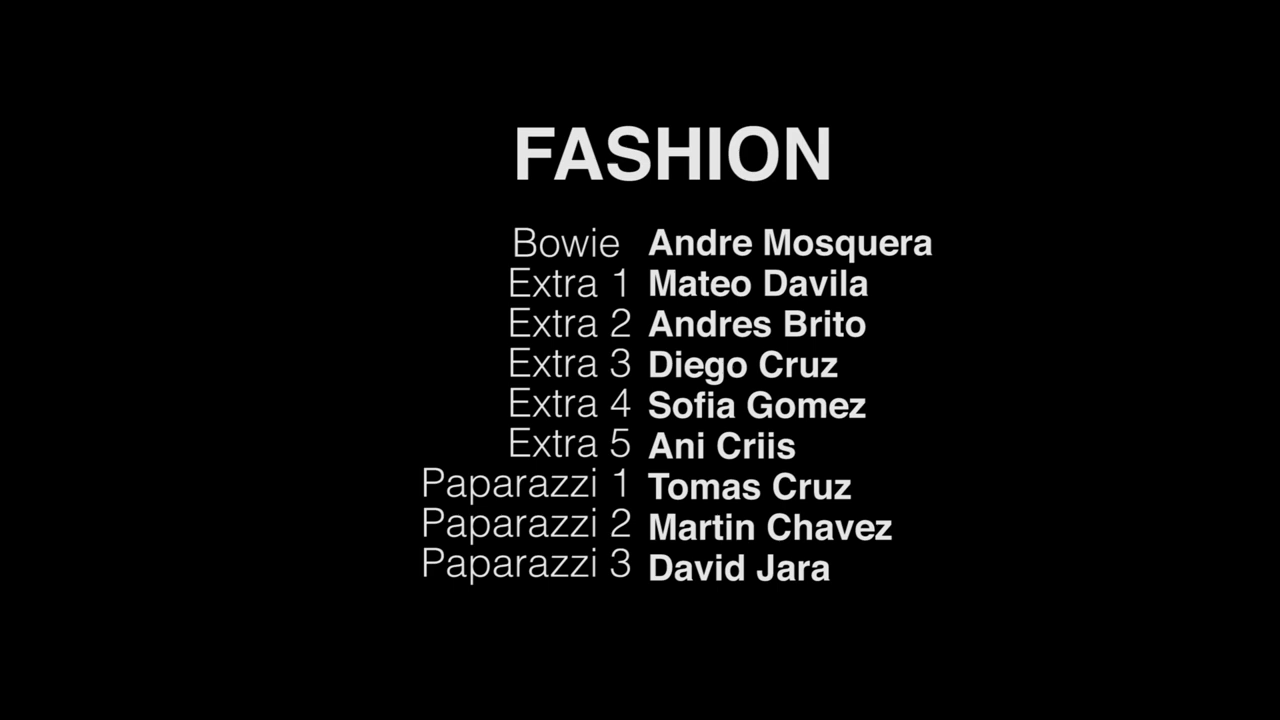 FASHION
Bowie Andre Mosquera
Extra 1 Mateo Davila
Extra 2 Andres Brito
Extra 3 Diego Cruz
Extra 4 Sofia Gomez
Extra 5 Ani Criis
Paparazzi 1 Tomas Cruz
Paparazzi 2 Martin Chavez
Paparazzi 3 David Jara